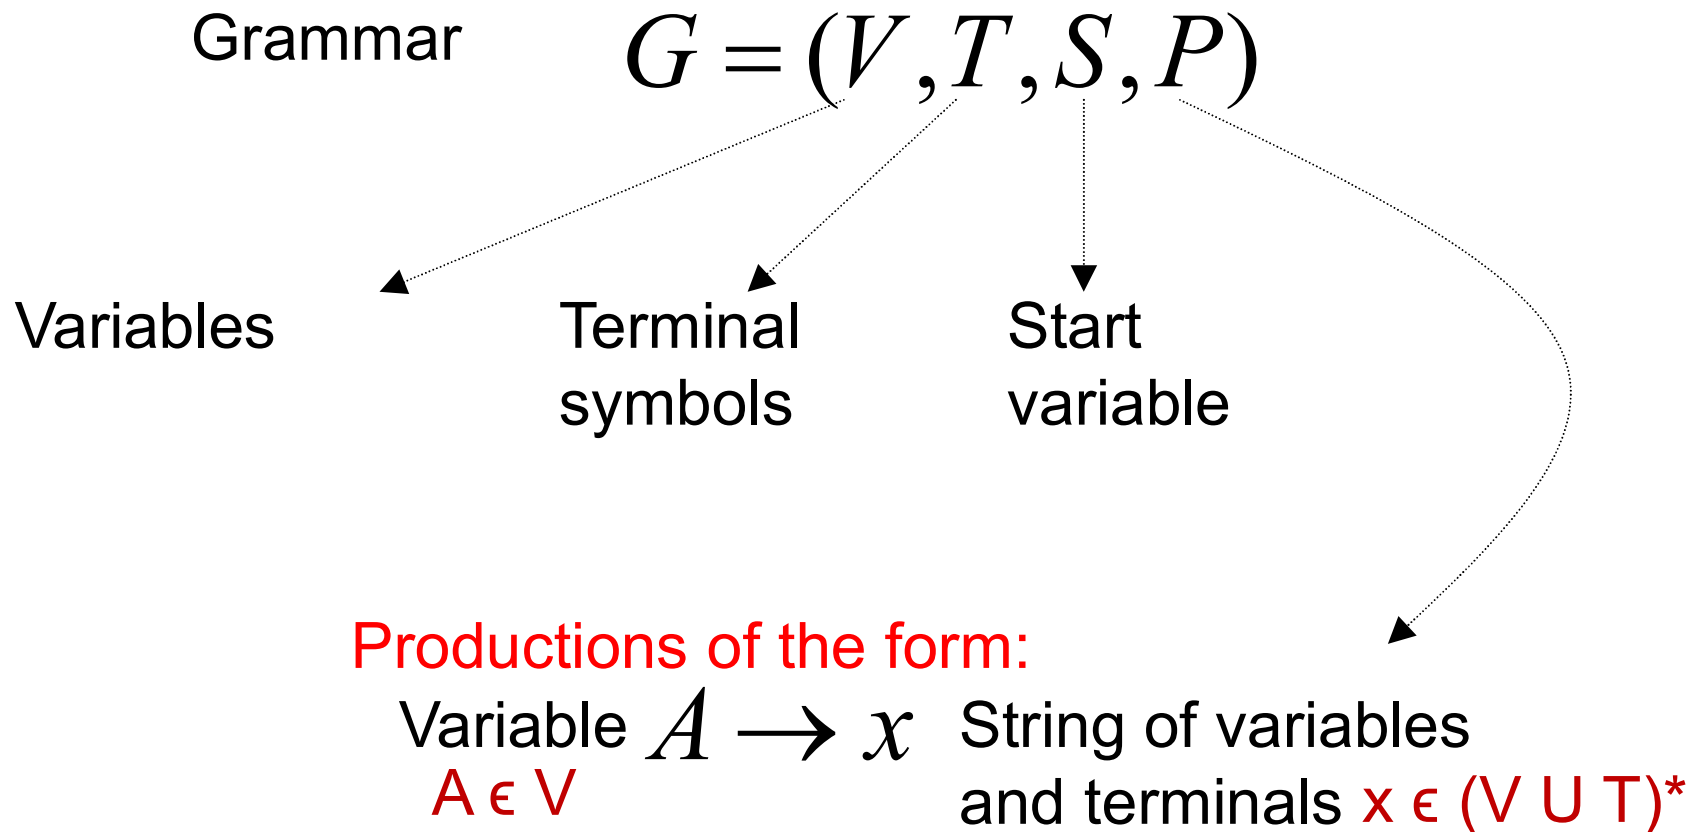 Grammar G = (V, T, S, P)
Variables Terminal symbols Start variable
Productions of the form:
Variable A → x String of variables
A ϵ V and terminals x ϵ (V U T)*